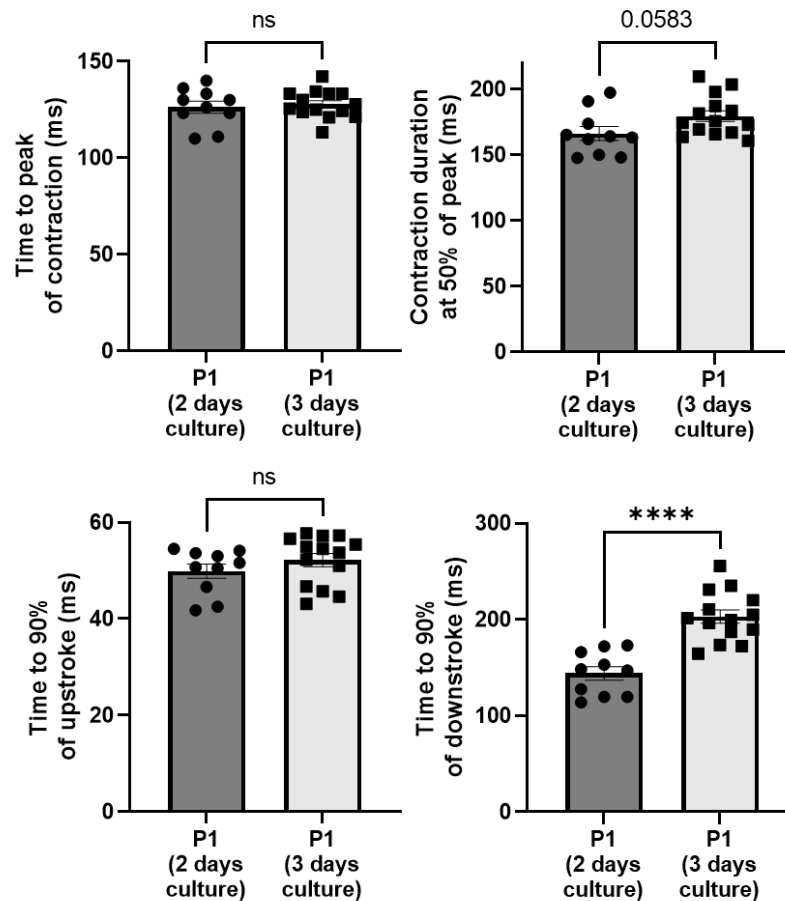 ns
150
100
50
0
Time to peak
of contraction (ms)
P1
(2 days
culture)
P1
(3 days
culture)
0.0583
200
150
100
50
0
Contraction duration
at 50% of peak (ms)
P1
(2 days
culture)
P1
(3 days
culture)
ns
60
40
20
0
Time to 90%
of upstroke (ms)
P1
(2 days
culture)
P1
(3 days
culture)
****
300
200
100
0
Time to 90%
of downstroke (ms)
P1
(2 days
culture)
P1
(3 days
culture)